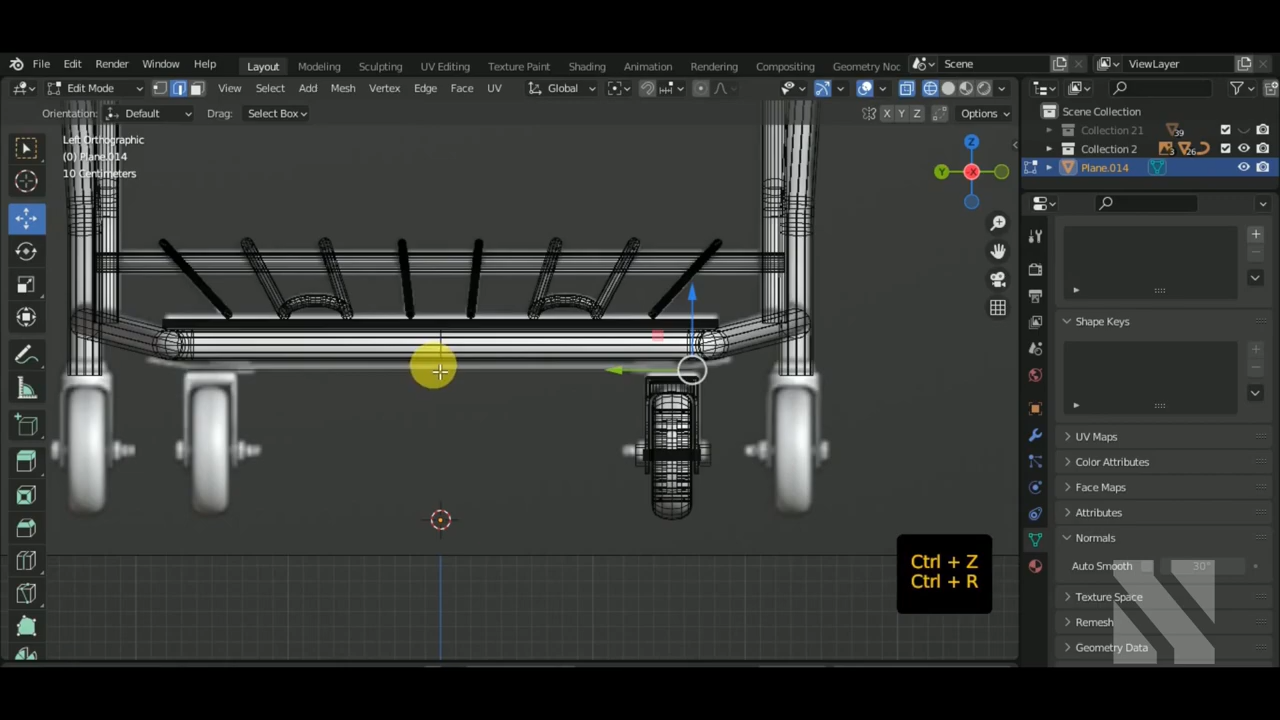 File Edit Render Window Help Layout Modeling Sculpting UV Editing Texture Paint Shading Animation Rendering Compositing Geometry Noc Scene ViewLayer
Edit Mode View Select Add Mesh Vertex Edge Face UV Global
Orientation: Default Drag: Select Box X Y Z Options
Left Orthographic
(0) Plane.014
10 Centimeters
Z
Y
X
Scene Collection
Collection 21 39
Collection 2 3 26
Plane.014
Shape Keys
UV Maps
Color Attributes
Face Maps
Attributes
Normals
Auto Smooth 30°
Texture Space
Remesh
Geometry Data
Ctrl + Z
Ctrl + R